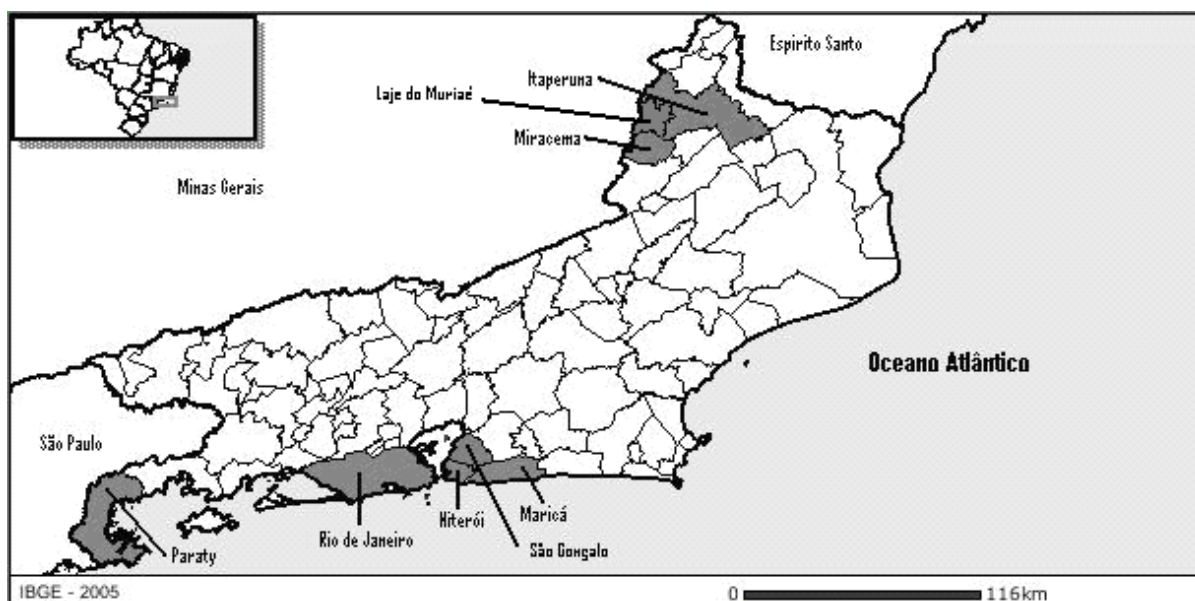 Espirito Santo
Itaperuna
Laje do Muriaé
Miracema
Minas Gerais
Oceano Atlântico
São Paulo
Paraty
Rio de Janeiro
Niterói
Maricá
São Gonçalo
IBGE - 2005
0 116km